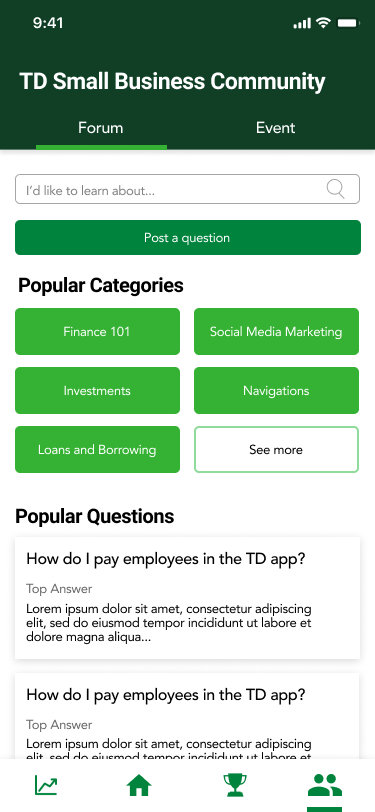 9:41
TD Small Business Community
Forum
Event
I'd like to learn about...
Post a question
Popular Categories
Finance 101
Social Media Marketing
Investments
Navigations
Loans and Borrowing
See more
Popular Questions
How do I pay employees in the TD app?
Top Answer
Lorem ipsum dolor sit amet, consectetur adipiscing
elit, sed do eiusmod tempor incididunt ut labore et
dolore magna aliqua...
How do I pay employees in the TD app?
Top Answer
Lorem ipsum dolor sit amet, consectetur adipiscing
elit, sed do eiusmod tempor incididunt ut labore et